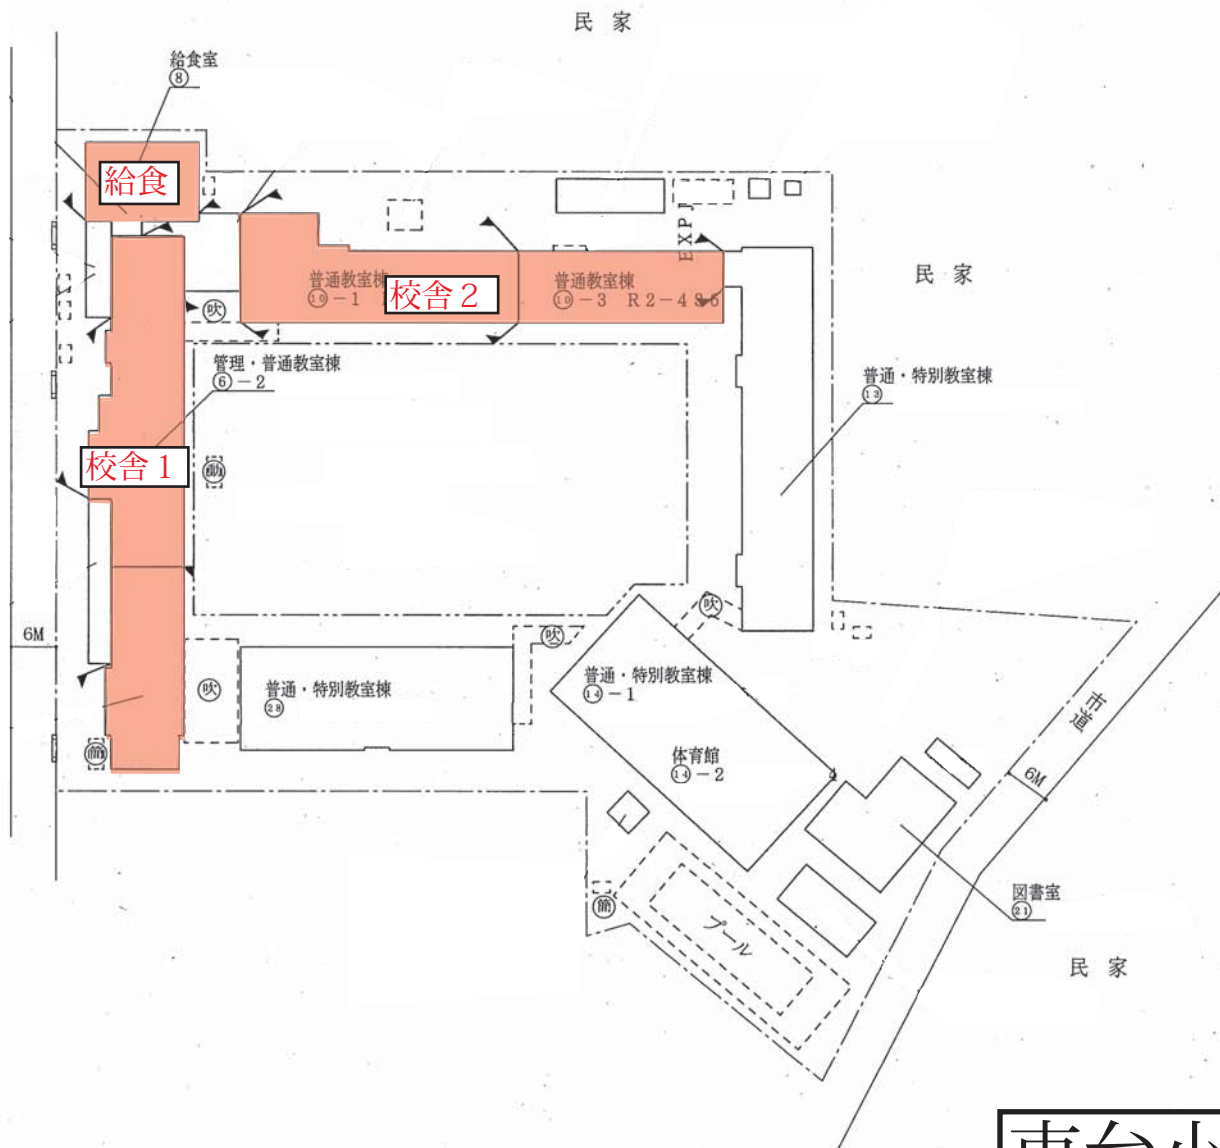 民 家
給食室
⑧
給食
EXPJ
民 家
普通教室棟
⑩-1
校舎2
普通教室棟
⑩-3 R2-486
吹
管理・普通教室棟
⑥-2
普通・特別教室棟
⑬
校舎1
吹
吹
6M
普通・特別教室棟
㉘
吹
普通・特別教室棟
⑭-1
市道
体育館
⑭-2
6M
簡
図書室
㉑
簡
プール
民 家